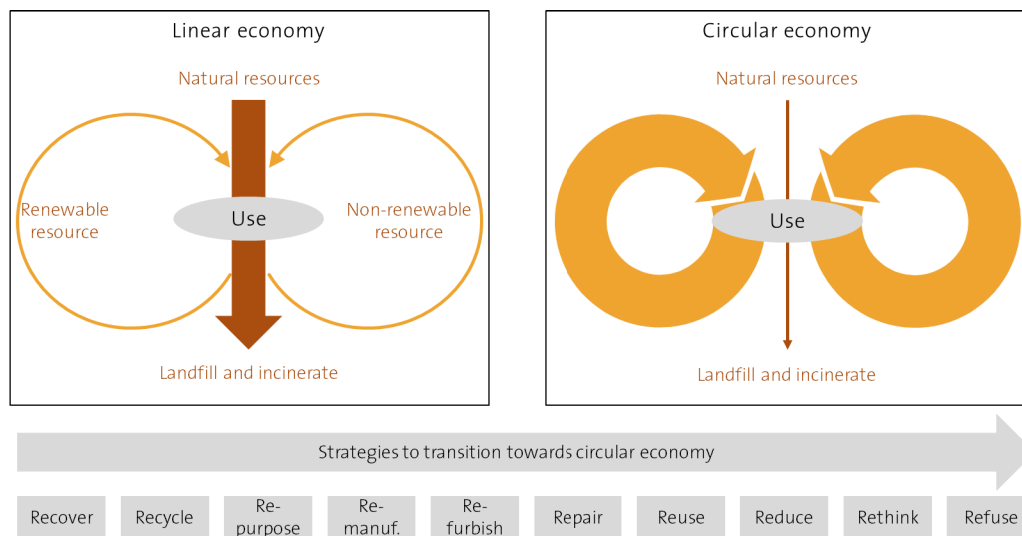 Linear economy
Natural resources
Renewable
resource
Use
Non-renewable
resource
Landfill and incinerate
Circular economy
Natural resources
Use
Landfill and incinerate
Strategies to transition towards circular economy
Recover
Recycle
Re-
purpose
Re-
manuf.
Re-
furbish
Repair
Reuse
Reduce
Rethink
Refuse